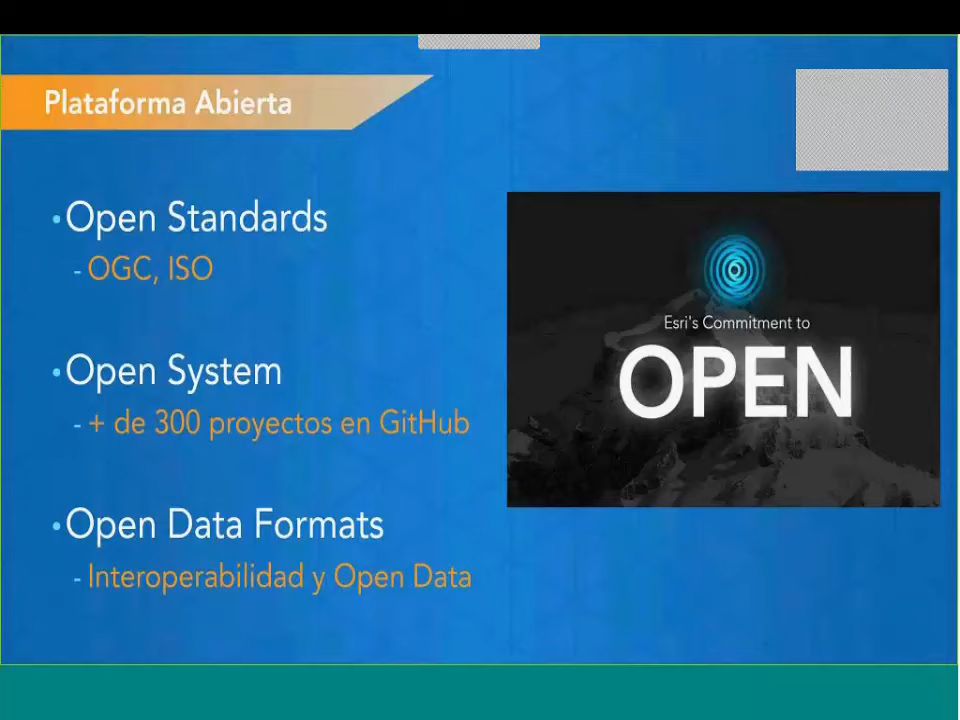 Plataforma Abierta
•Open Standards
- OGC, ISO
•Open System
- + de 300 proyectos en GitHub
•Open Data Formats
- Interoperabilidad y Open Data
Esri's Commitment to
OPEN